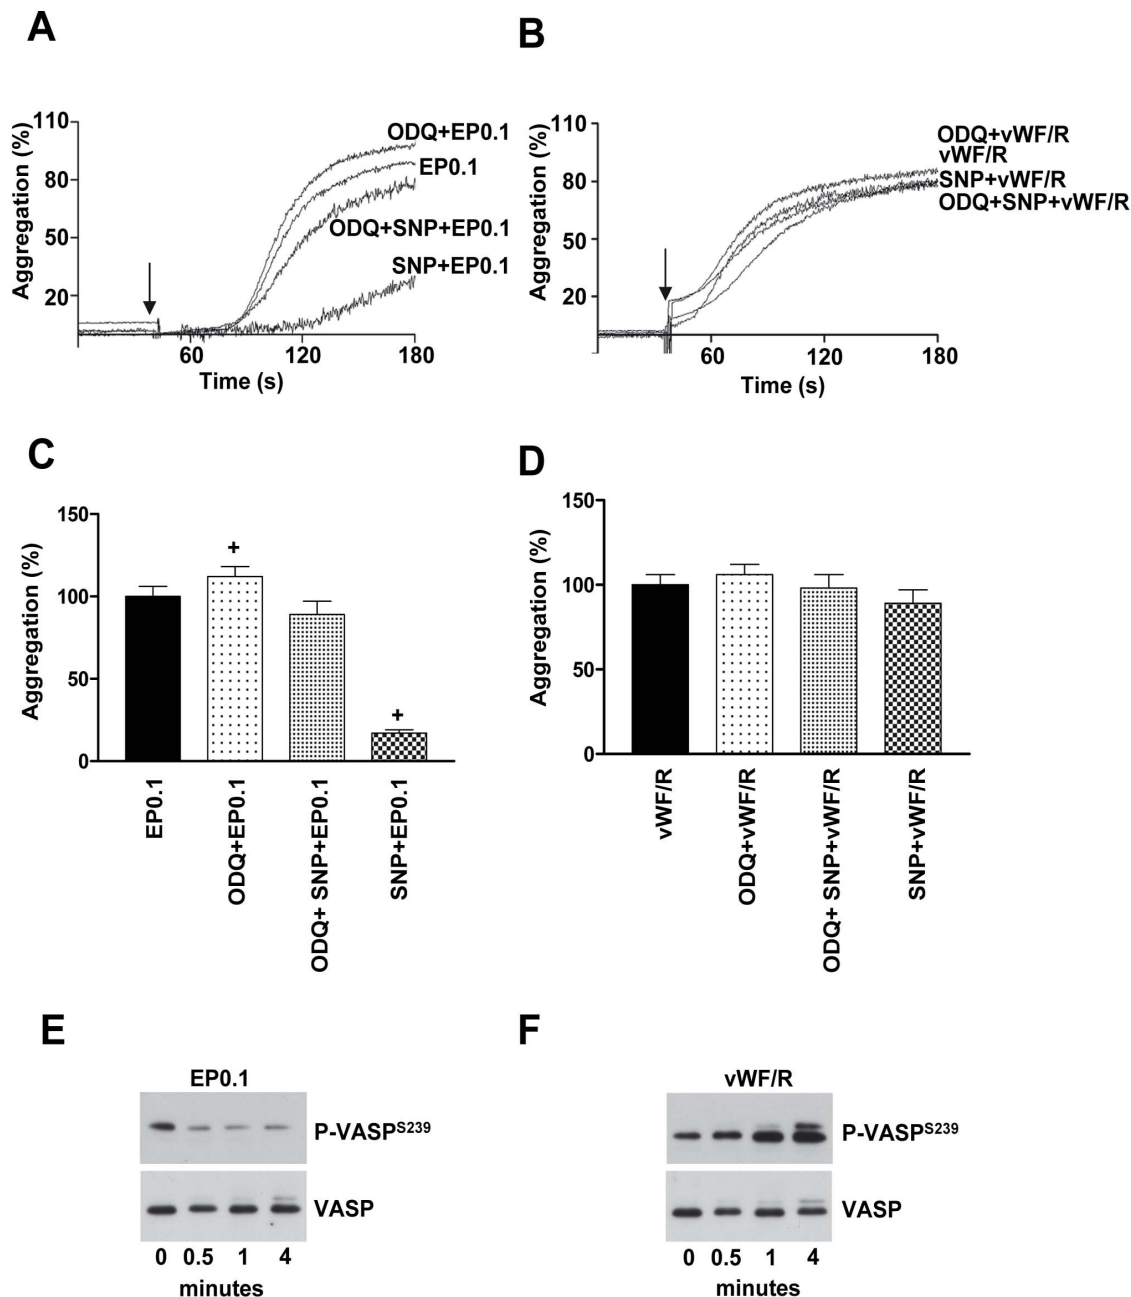 A
Aggregation (%)
110
80
50
20
ODQ+EP0.1
EP0.1
ODQ+SNP+EP0.1
SNP+EP0.1
60
120
180
Time (s)
B
Aggregation (%)
110
80
50
20
ODQ+vWF/R
vWF/R
SNP+vWF/R
ODQ+SNP+vWF/R
60
120
180
Time (s)
C
Aggregation (%)
150
100
50
0
+
+
EP0.1
ODQ+EP0.1
ODQ+ SNP+EP0.1
SNP+EP0.1
D
Aggregation (%)
150
100
50
0
vWF/R
ODQ+vWF/R
ODQ+ SNP+vWF/R
SNP+vWF/R
E
EP0.1
P-VASPS239
VASP
0 0.5 1 4
minutes
F
vWF/R
P-VASPS239
VASP
0 0.5 1 4
minutes